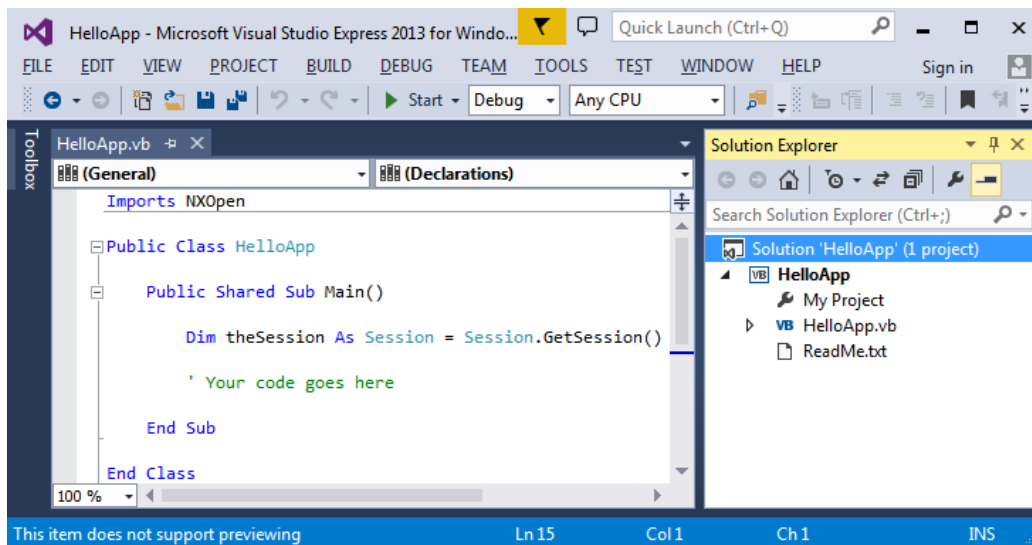 HelloApp - Microsoft Visual Studio Express 2013 for Windo...
Quick Launch (Ctrl+Q)
FILE EDIT VIEW PROJECT BUILD DEBUG TEAM TOOLS TEST WINDOW HELP Sign in
Start Debug Any CPU
Toolbox
HelloApp.vb
(General) (Declarations)
Imports NXOpen
Public Class HelloApp
Public Shared Sub Main()
Dim theSession As Session = Session.GetSession()
' Your code goes here
End Sub
End Class
100 %
Solution Explorer
Search Solution Explorer (Ctrl+;)
Solution 'HelloApp' (1 project)
VB HelloApp
My Project
VB HelloApp.vb
ReadMe.txt
This item does not support previewing Ln 15 Col 1 Ch 1 INS